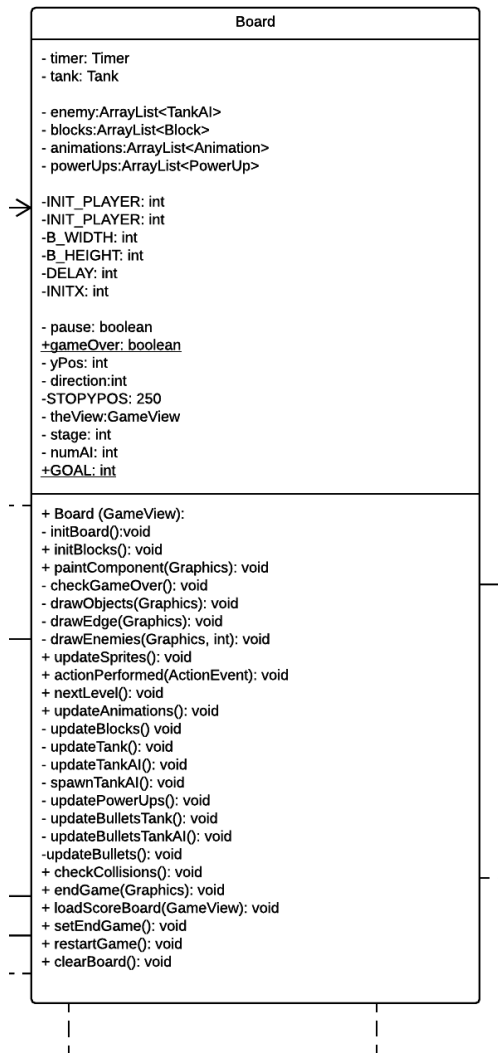 Board
- timer: Timer
- tank: Tank
- enemy:ArrayList<TankAI>
- blocks:ArrayList<Block>
- animations:ArrayList<Animation>
- powerUps:ArrayList<PowerUp>
-INIT_PLAYER: int
-INIT_PLAYER: int
-B_WIDTH: int
-B_HEIGHT: int
-DELAY: int
-INITX: int
- pause: boolean
+gameOver: boolean
- yPos: int
- direction:int
-STOPYPOS: 250
- theView:GameView
- stage: int
- numAI: int
+GOAL: int
+ Board (GameView):
- initBoard():void
+ initBlocks(): void
+ paintComponent(Graphics): void
- checkGameOver(): void
- drawObjects(Graphics): void
- drawEdge(Graphics): void
- drawEnemies(Graphics, int): void
+ updateSprites(): void
+ actionPerformed(ActionEvent): void
+ nextLevel(): void
+ updateAnimations(): void
- updateBlocks() void
- updateTank(): void
- updateTankAI(): void
- spawnTankAI(): void
- updatePowerUps(): void
- updateBulletsTank(): void
- updateBulletsTankAI(): void
-updateBullets(): void
+ checkCollisions(): void
+ endGame(Graphics): void
+ loadScoreBoard(GameView): void
+ setEndGame(): void
+ restartGame(): void
+ clearBoard(): void